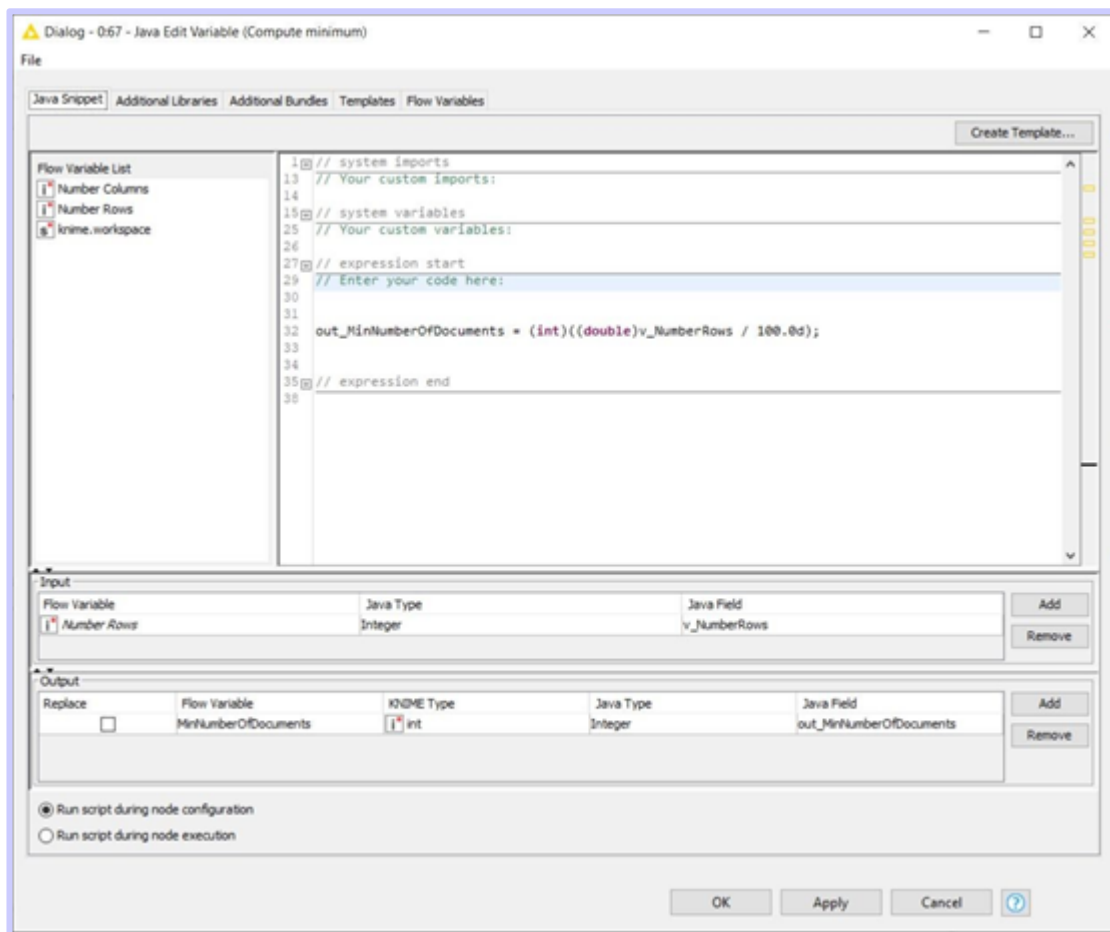 Dialog - 0:67 - Java Edit Variable (Compute minimum)
File
Java Snippet Additional Libraries Additional Bundles Templates Flow Variables
Create Template...
Flow Variable List
Number Columns
Number Rows
knime.workspace
1 // system imports
13 // Your custom imports:
14
15 // system variables
25 // Your custom variables:
26
27 // expression start
29 // Enter your code here:
30
31
32 out_MinNumberOfDocuments = (int)((double)v_NumberRows / 100.0d);
33
34
35 // expression end
38
Input
Flow Variable Java Type Java Field
i Number Rows Integer v_NumberRows
Add
Remove
Output
Replace Flow Variable KNIME Type Java Type Java Field
MinNumberOfDocuments i int Integer out_MinNumberOfDocuments
Add
Remove
Run script during node configuration
Run script during node execution
OK Apply Cancel ?